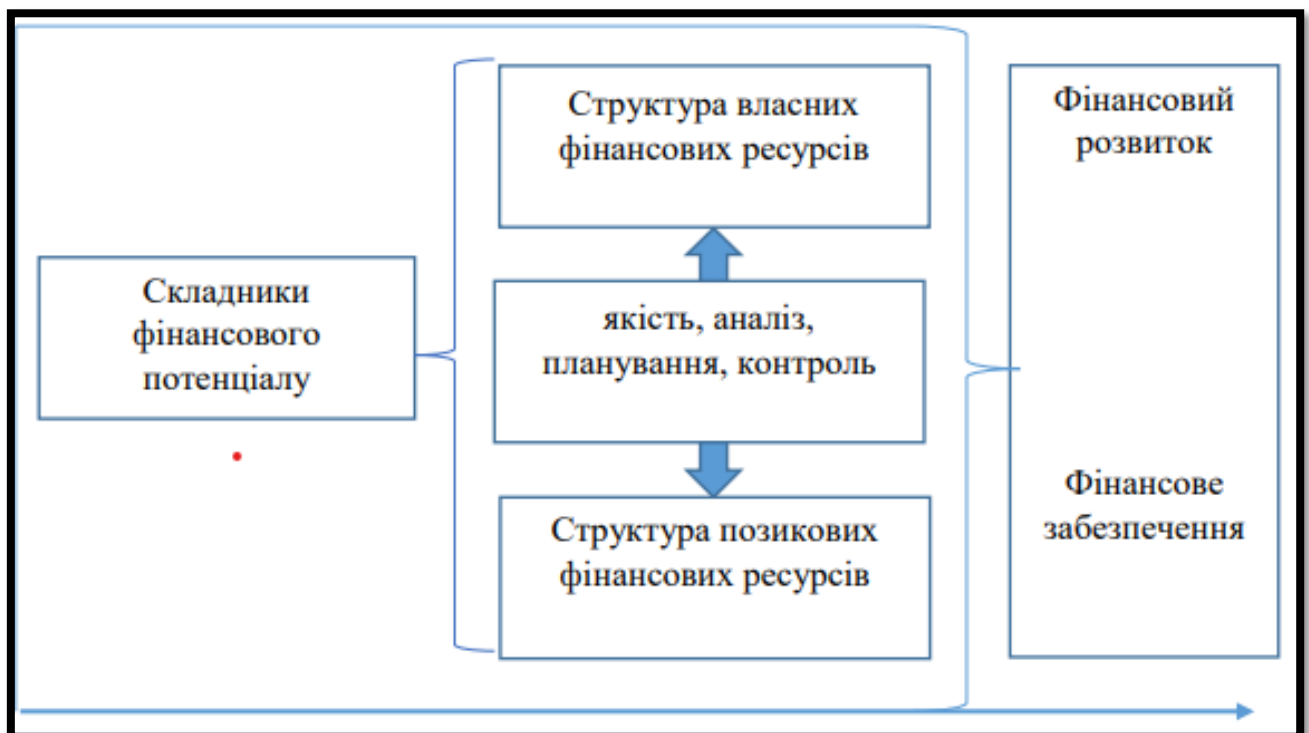 Складники
фінансового
потенціалу
Структура власних
фінансових ресурсів
якість, аналіз,
планування, контроль
Структура позикових
фінансових ресурсів
Фінансовий
розвиток
Фінансове
забезпечення